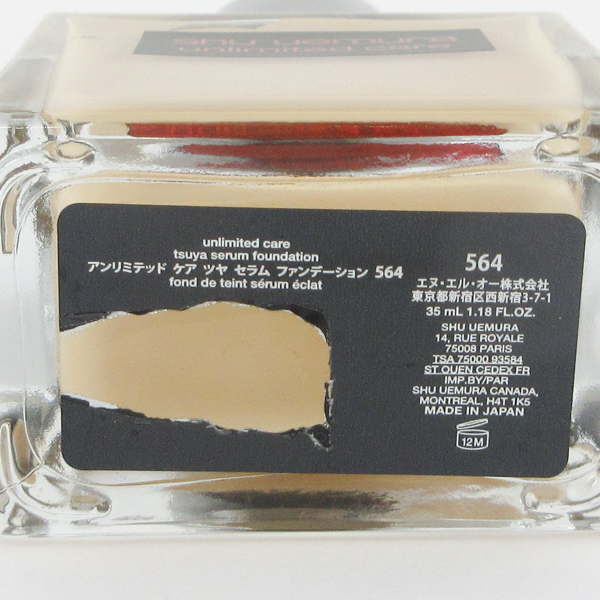 shu uemura
unlimited care
unlimited care
tsuya serum foundation
アンリミテッド ケア ツヤ セラム ファンデーション 564
fond de teint sérum éclat
564
エヌ・エル・オー株式会社
東京都新宿区西新宿3-7-1
35 mL 1.18 FL.OZ.
SHU UEMURA
14, RUE ROYALE
75008 PARIS
TSA 75000 93584
ST OUEN CEDEX FR
IMP.BY/PAR
SHU UEMURA CANADA,
MONTREAL, H4T 1K5
MADE IN JAPAN
12M